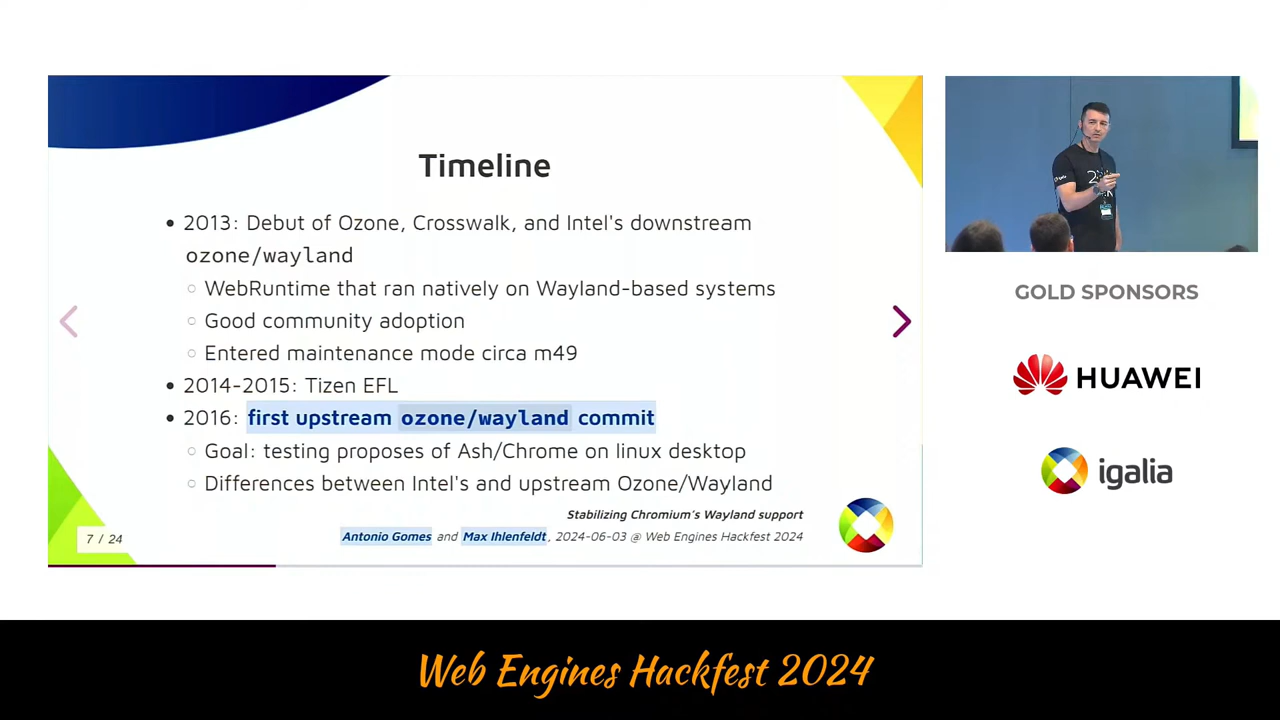 Timeline
• 2013: Debut of Ozone, Crosswalk, and Intel's downstream
ozone/wayland
○ WebRuntime that ran natively on Wayland-based systems
○ Good community adoption
○ Entered maintenance mode circa m49
• 2014-2015: Tizen EFL
• 2016: first upstream ozone/wayland commit
○ Goal: testing proposes of Ash/Chrome on linux desktop
○ Differences between Intel's and upstream Ozone/Wayland
Stabilizing Chromium's Wayland support
Antonio Gomes and Max Ihlenfeldt, 2024-06-03 @ Web Engines Hackfest 2024
7 / 24
GOLD SPONSORS
HUAWEI
igalia
Web Engines Hackfest 2024